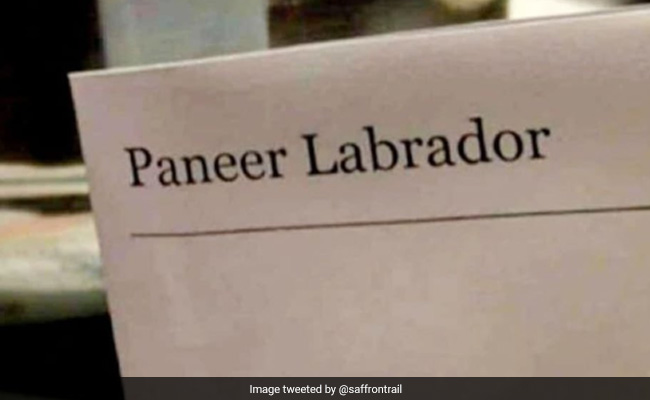 Paneer Labrador
Image tweeted by @saffrontrail